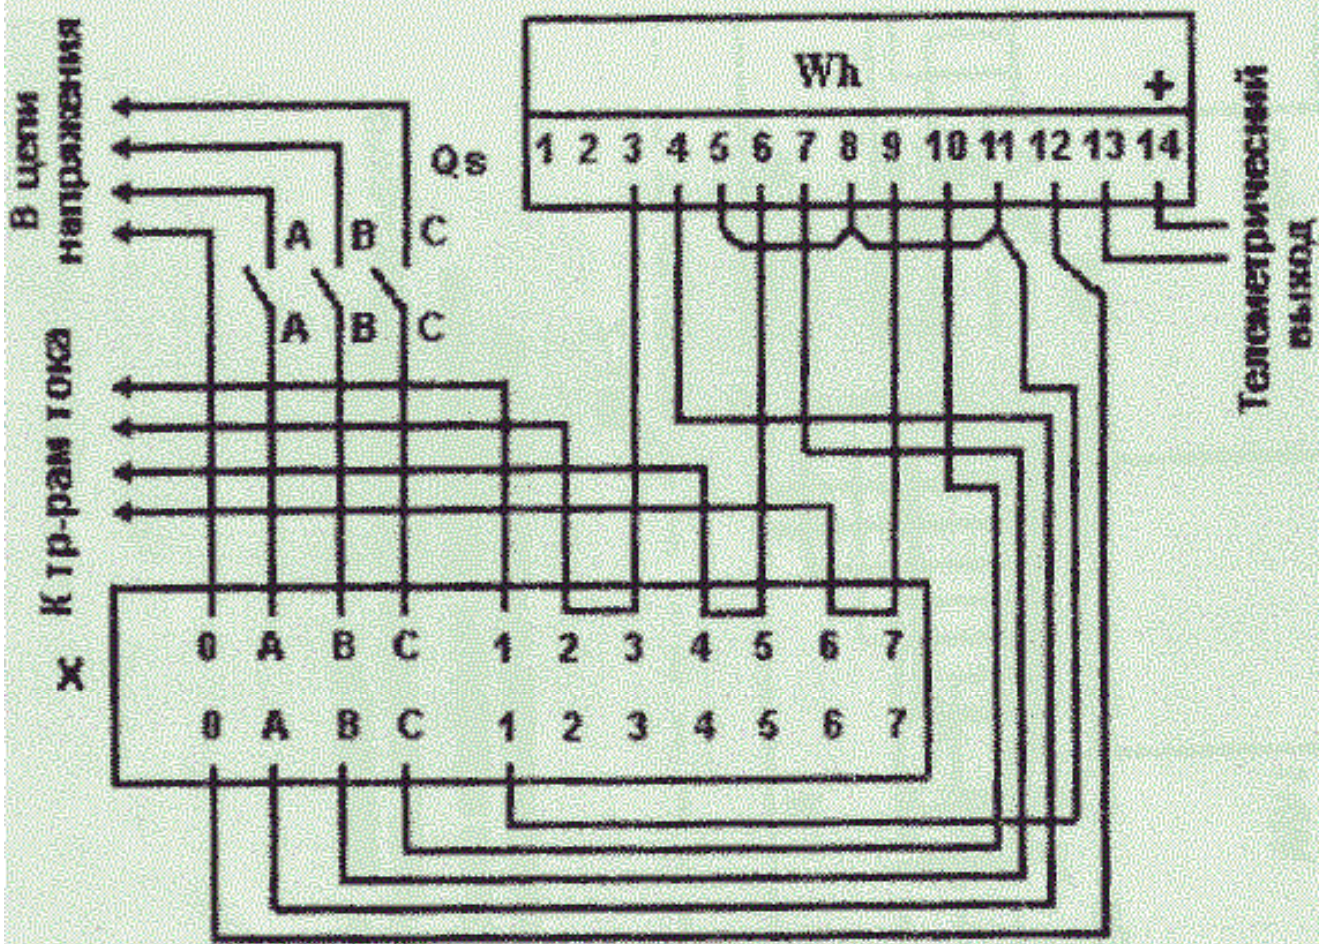 В цепи
напряжения
К тр-рам тока
X
Qs
A B C
A B C
Wh
+
1 2 3 4 5 6 7 8 9 10 11 12 13 14
Телеметрический
выход
0 A B C 1 2 3 4 5 6 7
0 A B C 1 2 3 4 5 6 7